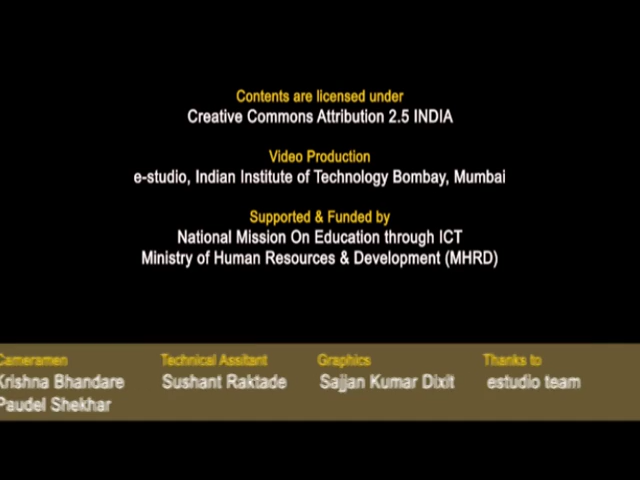 Contents are licensed under
Creative Commons Attribution 2.5 INDIA
Video Production
e-studio, Indian Institute of Technology Bombay, Mumbai
Supported & Funded by
National Mission On Education through ICT
Ministry of Human Resources & Development (MHRD)
Cameramen Technical Assitant Graphics Thanks to
Krishna Bhandare Sushant Raktade Sajjan Kumar Dixit estudio team
Paudel Shekhar